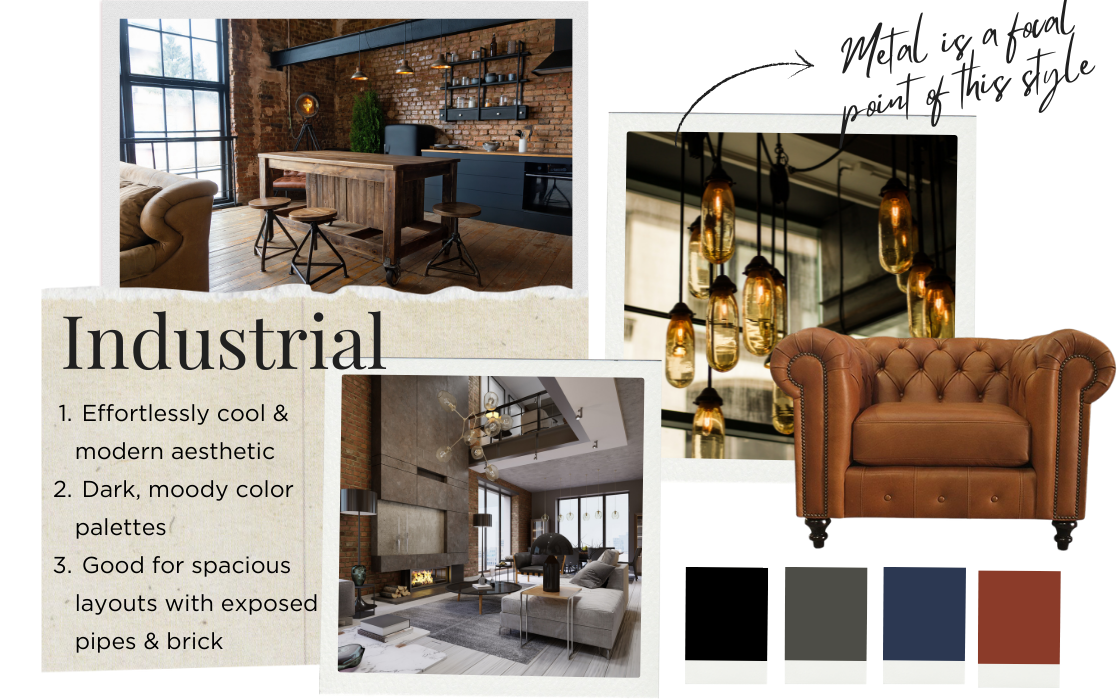 Metal is a focal
point of this style
Industrial
1. Effortlessly cool &
modern aesthetic
2. Dark, moody color
palettes
3. Good for spacious
layouts with exposed
pipes & brick